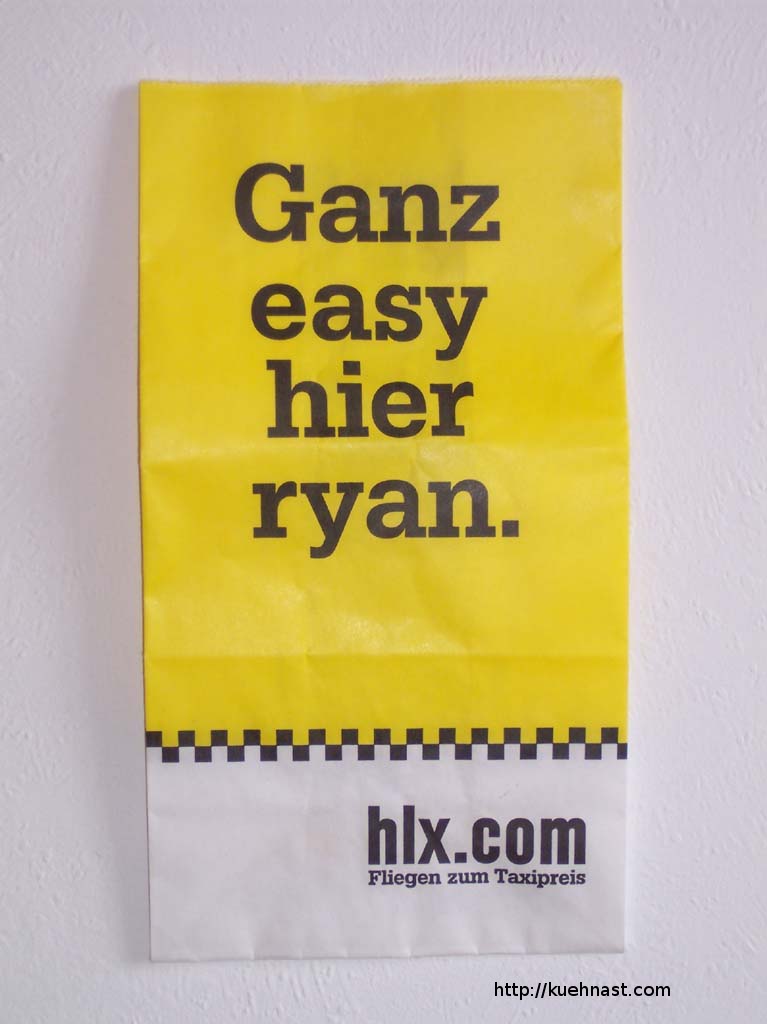 Ganz
easy
hier
ryan.
hlx.com
Fliegen zum Taxipreis
http://kuehnast.com